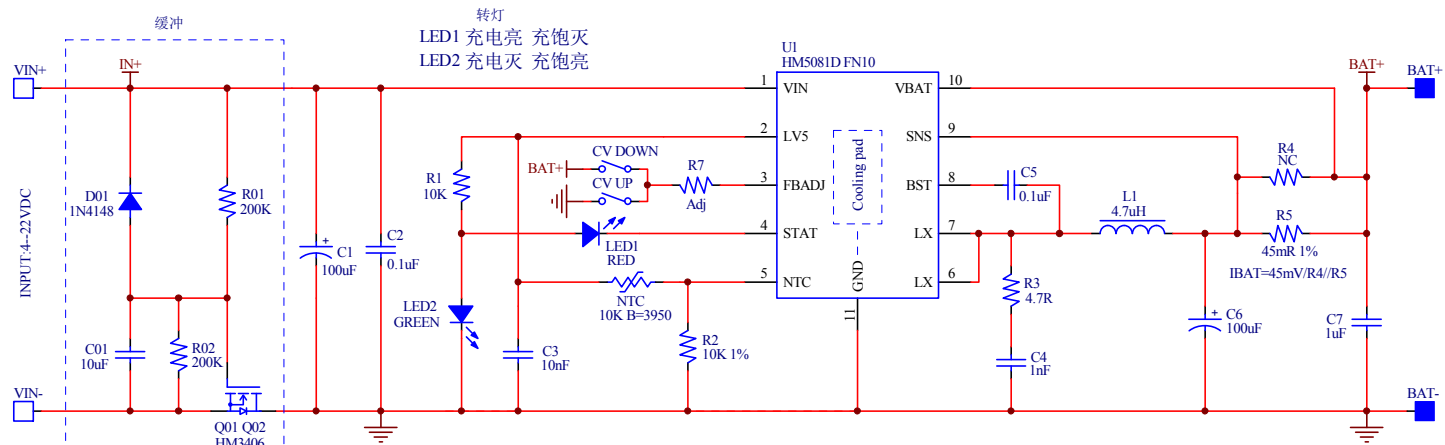 缓冲
转灯
LED1 充电亮 充饱灭
LED2 充电灭 充饱亮
VIN+
IN+
U1
HM5081D FN10
BAT+
BAT+
1 VIN
VBAT 10
2 LV5
SNS 9
3 FBADJ
BST 8
4 STAT
LX 7
5 NTC
LX 6
Cooling pad
GND
11
INPUT:4--22VDC
D01
1N4148
R01
200K
C01
10uF
R02
200K
Q01 Q02
HM3406
VIN-
C1
100uF
C2
0.1uF
R1
10K
BAT+
CV DOWN
CV UP
R7
Adj
LED1
RED
LED2
GREEN
NTC
10K B=3950
C3
10nF
R2
10K 1%
C5
0.1uF
L1
4.7uH
R3
4.7R
C4
1nF
R4
NC
R5
45mR 1%
IBAT=45mV/R4//R5
C6
100uF
C7
1uF
BAT-